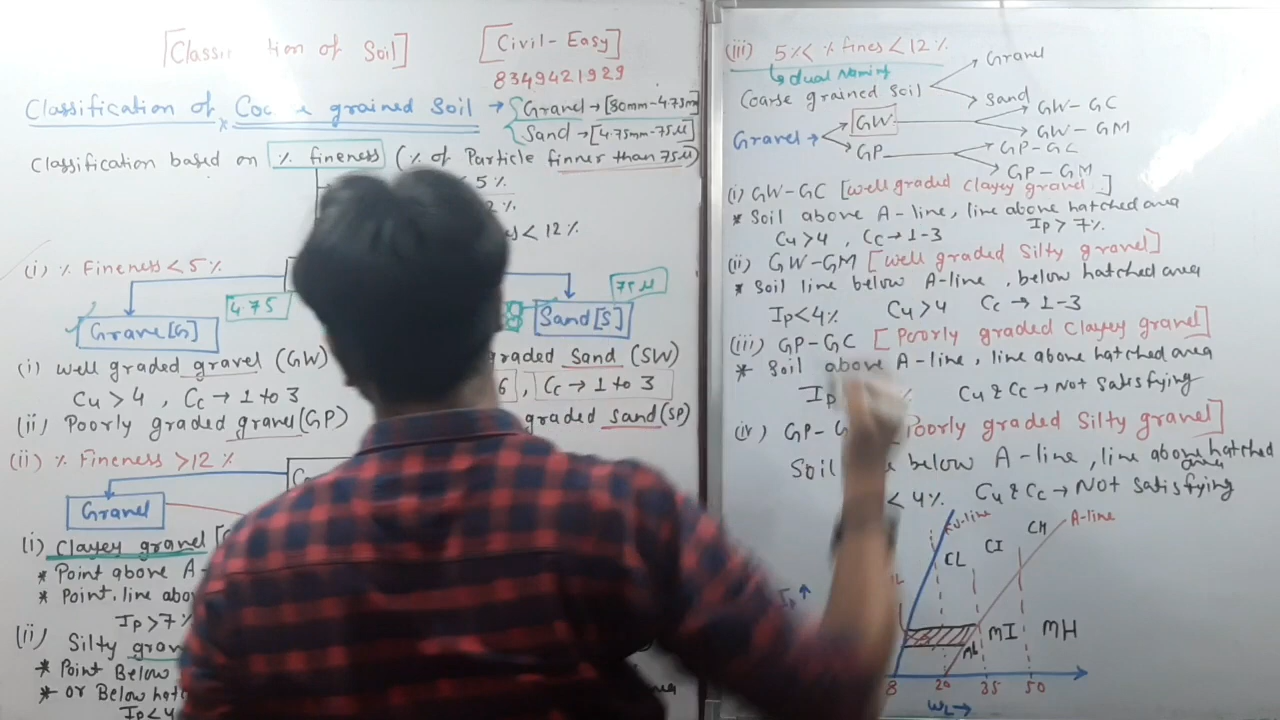 of Soil] [Civil-Easy]
8349421929
Classification of grained Soil → Gravel → [80mm-4.75m
Sand → [4.75mm-75μ]
Classification based on % fineness (% of Particle finner than 75μ)
5%
< 12%
(i) % Fineness < 5%
4.75 75μ
Grave[G] Sand[S]
(i) well graded gravel (GW) graded Sand (SW)
Cu > 4 , Cc → 1 to 3 6 , Cc → 1 to 3
(ii) Poorly graded gravel(GP) graded sand(SP)
(ii) % Fineness >12%
Gravel
(i) Clayey gravel
* Point above A-
* Point, line
Ip>7%
(ii) Silty
* Point Below
* or Below
Ip<4
(iii) 5%< % fines < 12%
dual Naming
Coarse grained Soil Gravel
Sand
Gravel → GW GW-GC
GW-GM
GP GP-GC
GP-GM
(i) GW-GC [well graded clayey gravel]
* Soil above A-line, line above hatched area
Cu>4 , Cc→1-3 Ip > 7%
(ii) GW-GM [well graded Silty gravel]
* Soil line below A-line , below hatched area
Ip<4% Cu>4 Cc → 1-3
(iii) GP-GC [Poorly graded Clayey gravel]
* Soil above A-line, line above hatched area
Ip % Cu & Cc → Not Satisfying
(iv) GP-G Poorly graded Silty gravel]
Soil below A-line, line above hatched
area
< 4% Cu & Cc → NOT Satisfying
U-line CH A-line
CL CI
Ip ↑
MI MH
8 20 35 50
WL→